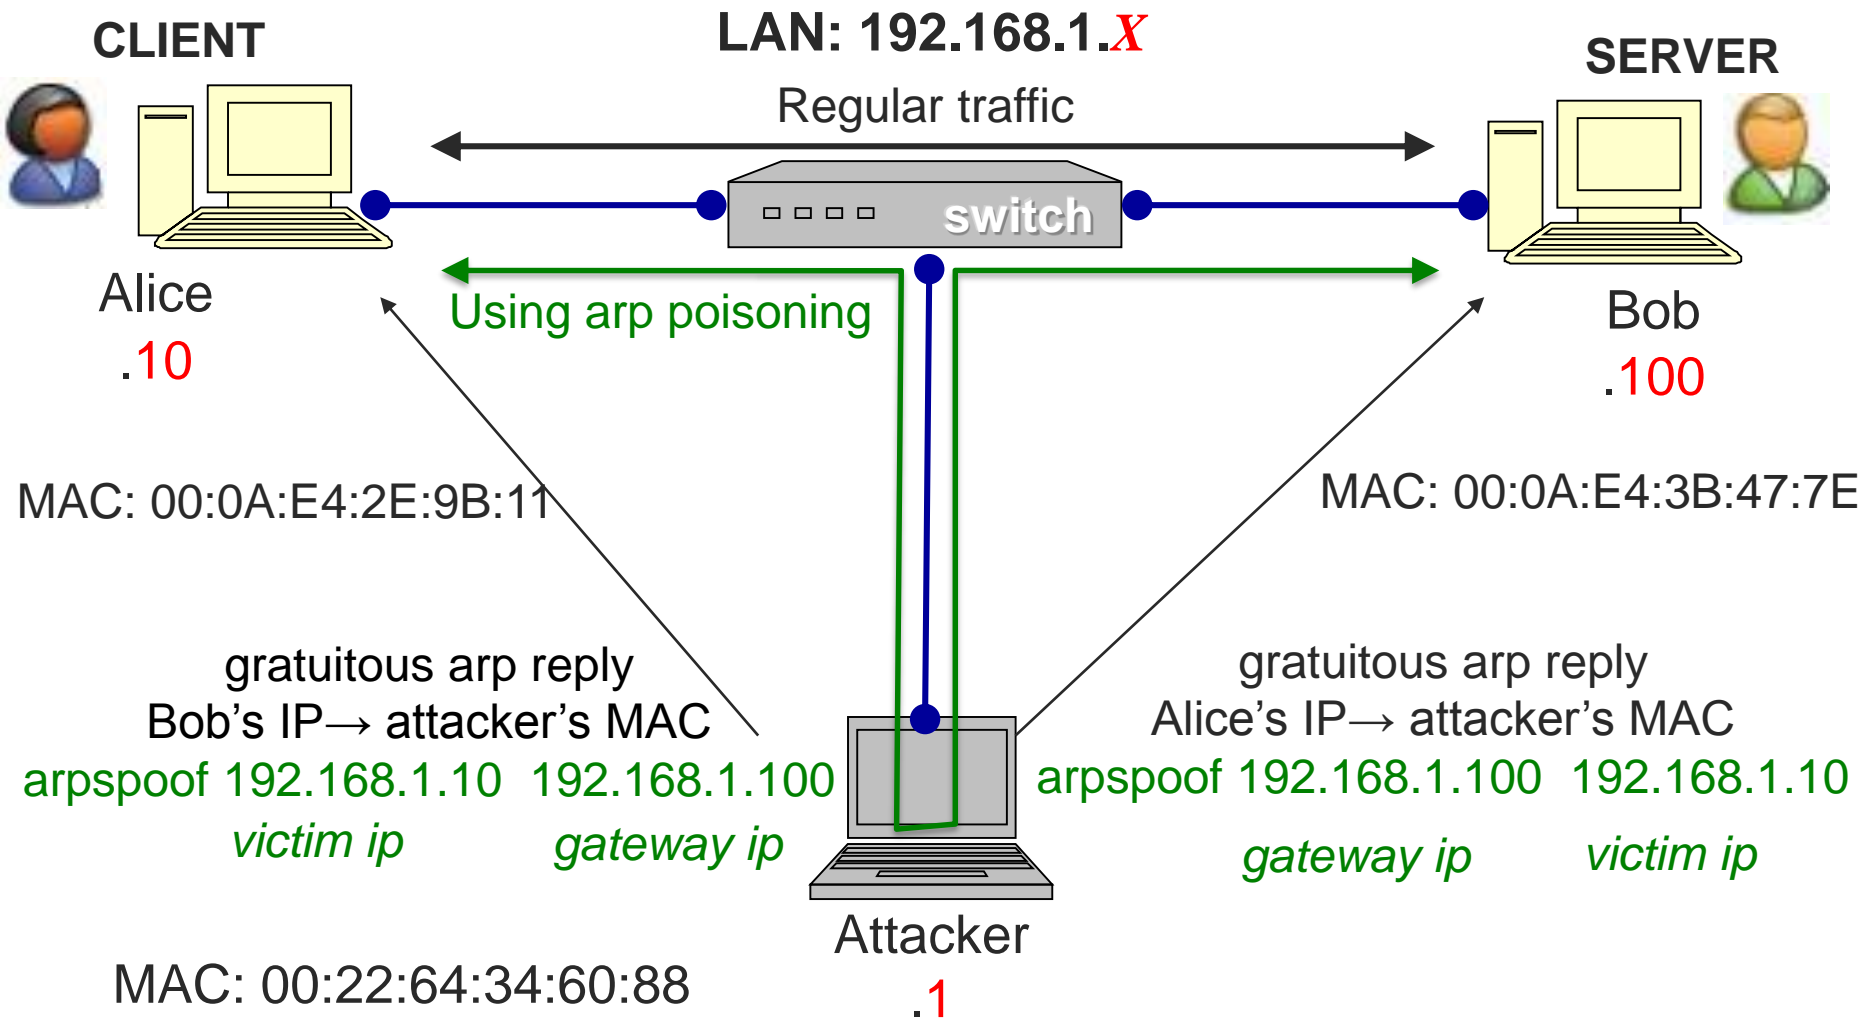 CLIENT
LAN: 192.168.1.X
SERVER
Regular traffic
switch
Alice
.10
Using arp poisoning
Bob
.100
MAC: 00:0A:E4:2E:9B:11
MAC: 00:0A:E4:3B:47:7E
gratuitous arp reply
Bob’s IP→ attacker’s MAC
arpspoof 192.168.1.10 192.168.1.100
victim ip gateway ip
gratuitous arp reply
Alice’s IP→ attacker’s MAC
arpspoof 192.168.1.100 192.168.1.10
gateway ip victim ip
Attacker
.1
MAC: 00:22:64:34:60:88